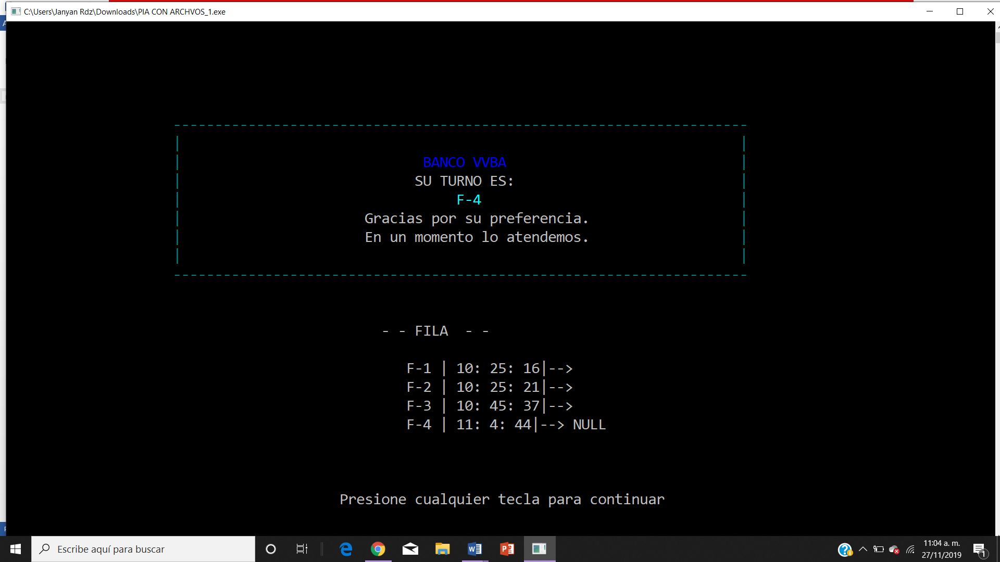 C:\Users\Janyan Rdz\Downloads\PIA CON ARCHVOS_1.exe
BANCO VVBA
SU TURNO ES:
F-4
Gracias por su preferencia.
En un momento lo atendemos.
- - FILA  - -
F-1 | 10: 25: 16|-->
F-2 | 10: 25: 21|-->
F-3 | 10: 45: 37|-->
F-4 | 11: 4: 44|--> NULL
Presione cualquier tecla para continuar
Escribe aquí para buscar
11:04 a. m.
27/11/2019
1